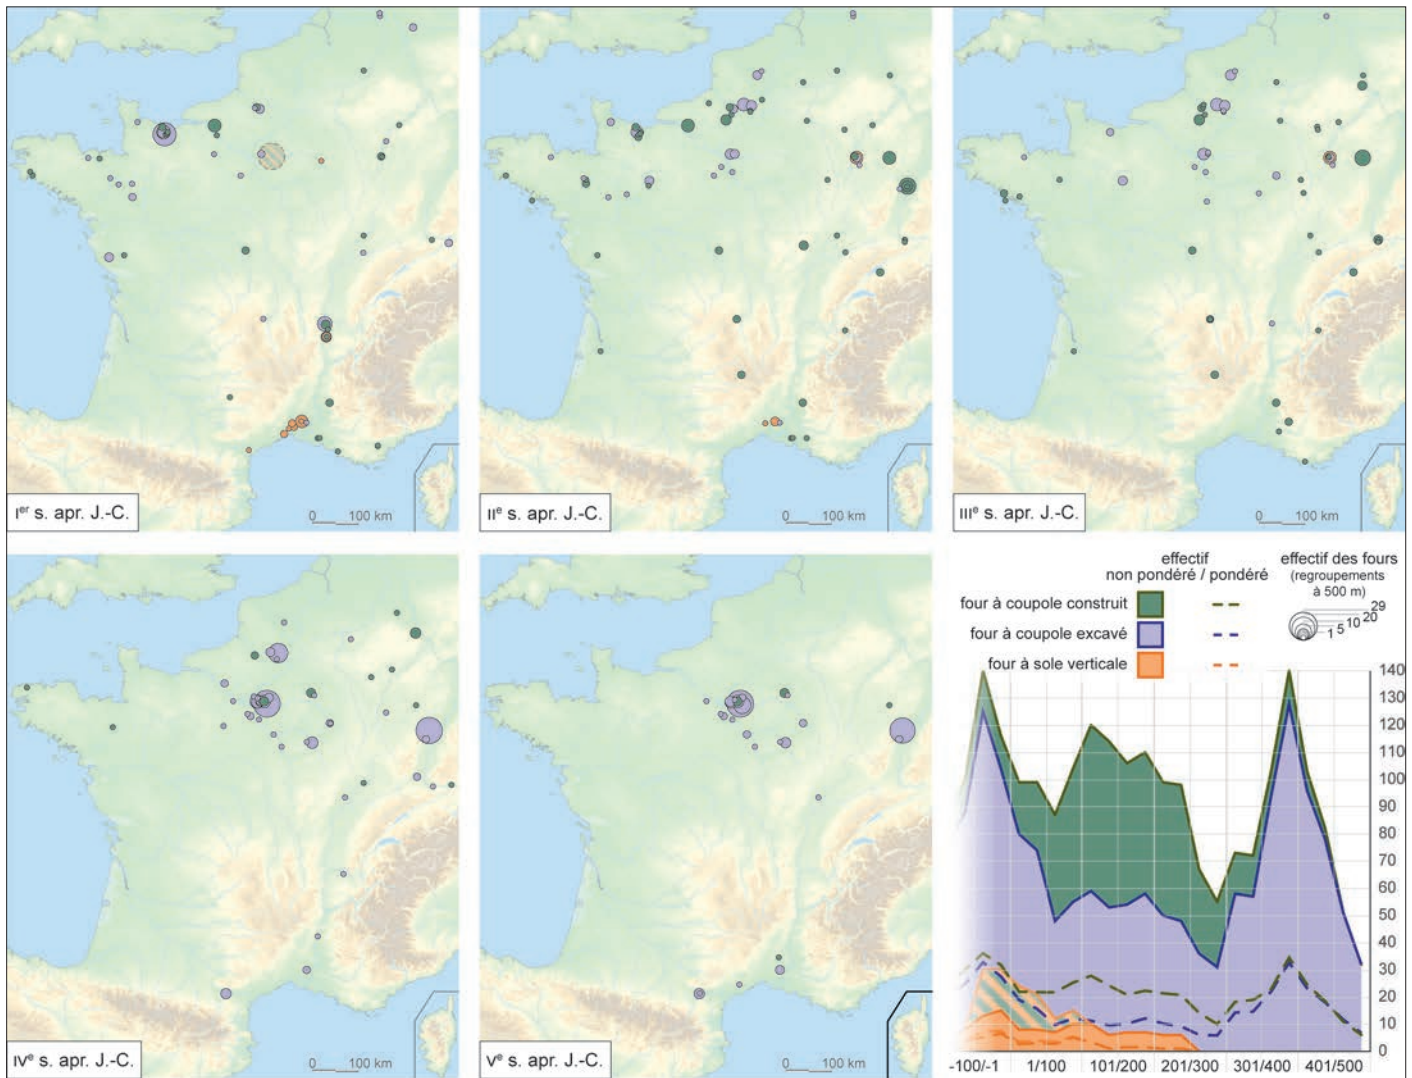 Ier s. apr. J.-C.
0 100 km
IIe s. apr. J.-C.
0 100 km
IIIe s. apr. J.-C.
0 100 km
IVe s. apr. J.-C.
0 100 km
Ve s. apr. J.-C.
0 100 km
effectif
non pondéré / pondéré
effectif des fours
(regroupements
à 500 m)
four à coupole construit
four à coupole excavé
four à sole verticale
1 5 10 20 29
140
130
120
110
100
90
80
70
60
50
40
30
20
10
0
-100/-1 1/100 101/200 201/300 301/400 401/500